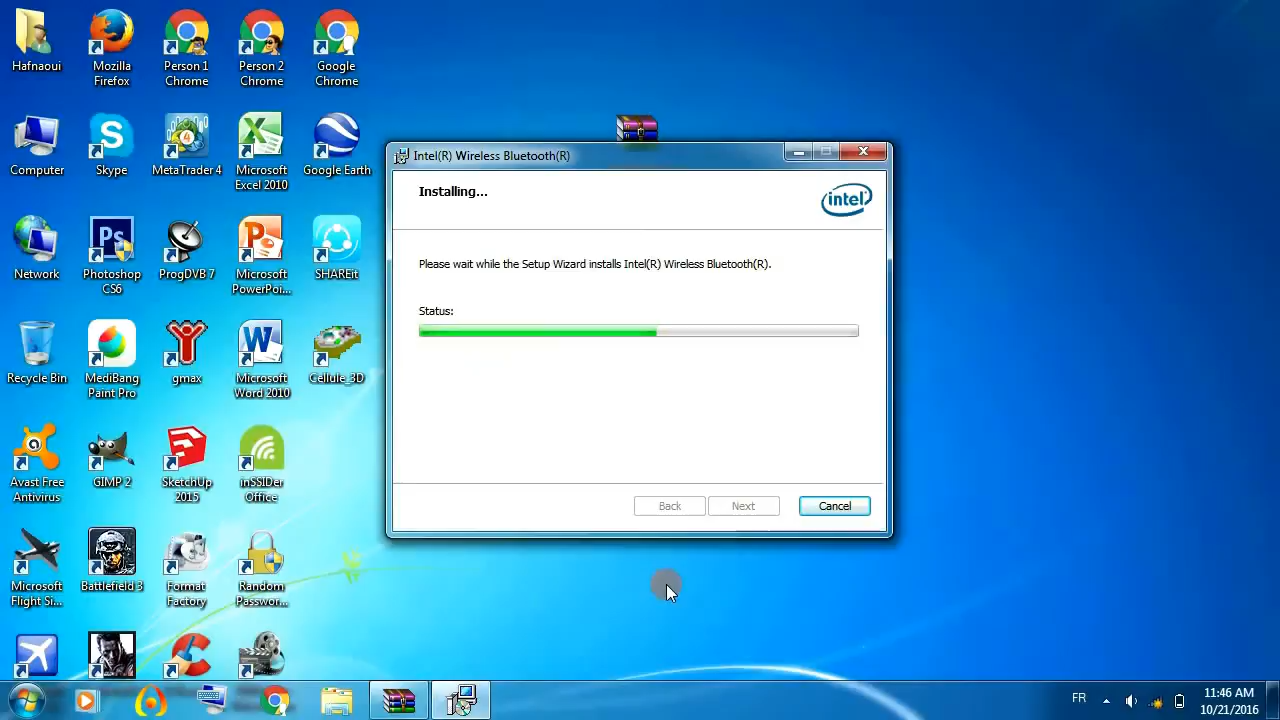 Hafnaoui
Mozilla
Firefox
Person 1
Chrome
Person 2
Chrome
Google
Chrome
Computer
Skype
MetaTrader 4
Microsoft
Excel 2010
Google Earth
Network
Photoshop
CS6
ProgDVB 7
Microsoft
PowerPoi...
SHAREit
Recycle Bin
MediBang
Paint Pro
gmax
Microsoft
Word 2010
Cellule_3D
Avast Free
Antivirus
GIMP 2
SketchUp
2015
inSSIDer
Office
Microsoft
Flight Si...
Battlefield 3
Format
Factory
Random
Passwor...
Intel(R) Wireless Bluetooth(R)
Installing...
intel
Please wait while the Setup Wizard installs Intel(R) Wireless Bluetooth(R).
Status:
Back
Next
Cancel
FR
11:46 AM
10/21/2016